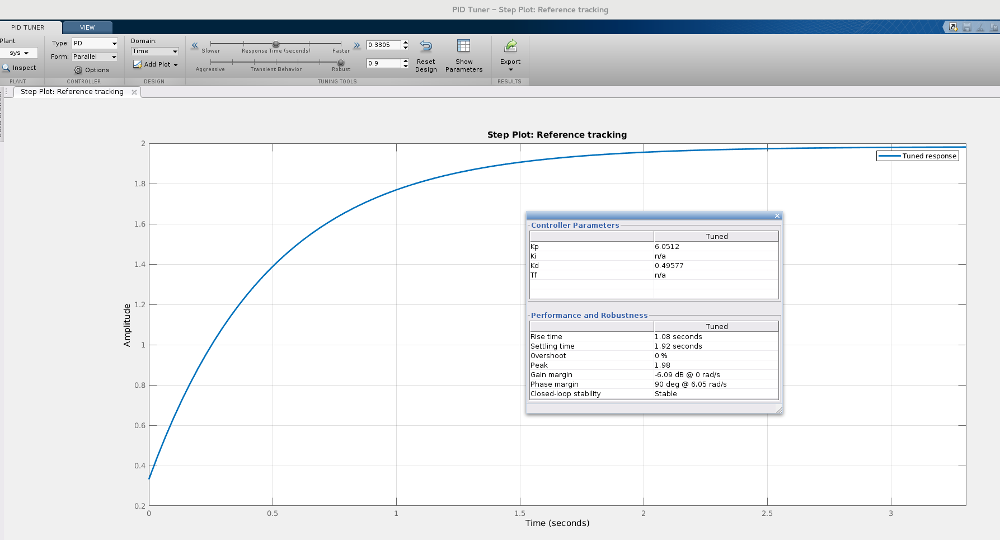 PID Tuner – Step Plot: Reference tracking
PID TUNER VIEW
Plant:
sys
Inspect
PLANT
Type: PD
Form: Parallel
Options
CONTROLLER
Domain:
Time
Add Plot
DESIGN
Slower Response Time (seconds) Faster
0.3305
Aggressive Transient Behavior Robust
0.9
Reset
Design
Show
Parameters
TUNING TOOLS
Export
RESULTS
Step Plot: Reference tracking
Step Plot: Reference tracking
Tuned response
Amplitude
2
1.8
1.6
1.4
1.2
1
0.8
0.6
0.4
0.2
0 0.5 1 1.5 2 2.5 3
Time (seconds)
Controller Parameters
Tuned
Kp 6.0512
Ki n/a
Kd 0.49577
Tf n/a
Performance and Robustness
Tuned
Rise time 1.08 seconds
Settling time 1.92 seconds
Overshoot 0 %
Peak 1.98
Gain margin -6.09 dB @ 0 rad/s
Phase margin 90 deg @ 6.05 rad/s
Closed-loop stability Stable